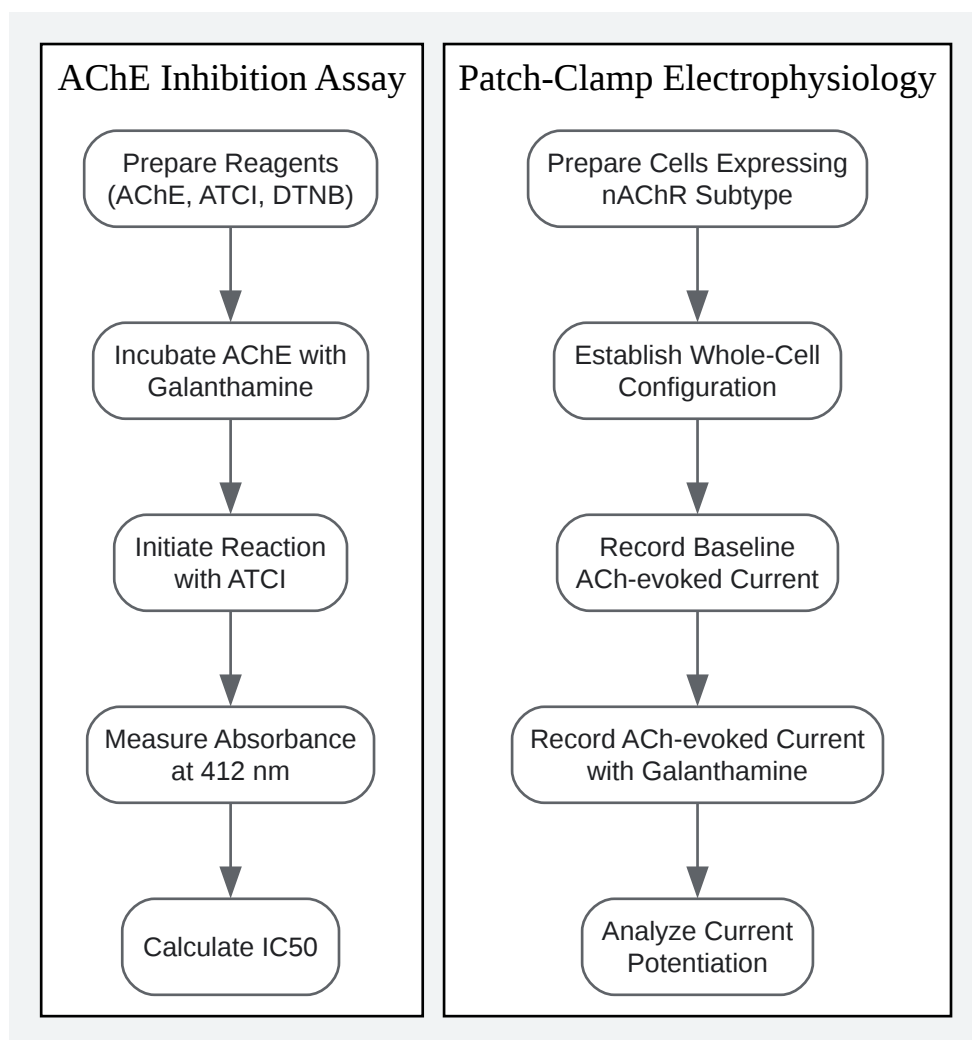 AChE Inhibition Assay
Prepare Reagents
(AChE, ATCI, DTNB)
Incubate AChE with
Galanthamine
Initiate Reaction
with ATCI
Measure Absorbance
at 412 nm
Calculate IC50
Patch-Clamp Electrophysiology
Prepare Cells Expressing
nAChR Subtype
Establish Whole-Cell
Configuration
Record Baseline
ACh-evoked Current
Record ACh-evoked Current
with Galanthamine
Analyze Current
Potentiation